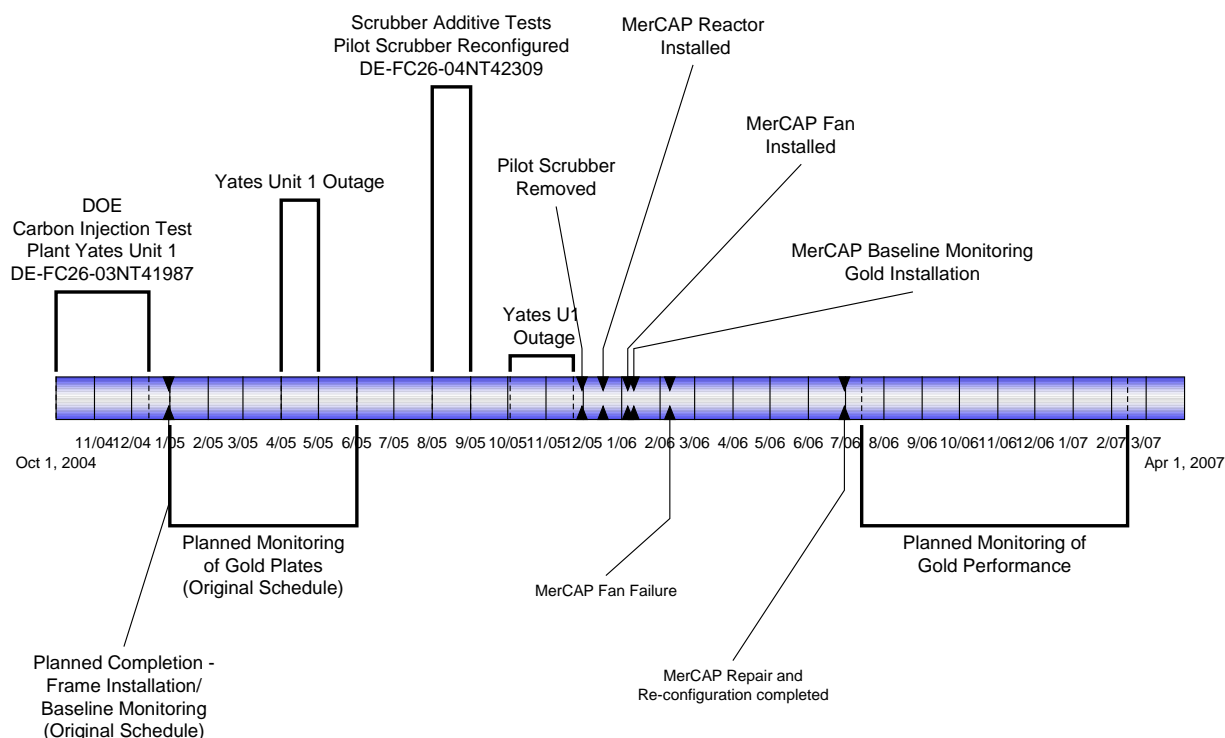 Scrubber Additive Tests
Pilot Scrubber Reconfigured
DE-FC26-04NT42309
MerCAP Reactor
Installed
MerCAP Fan
Installed
Pilot Scrubber
Removed
Yates Unit 1 Outage
DOE
Carbon Injection Test
Plant Yates Unit 1
DE-FC26-03NT41987
MerCAP Baseline Monitoring
Gold Installation
Yates U1
Outage
11/04 12/04 1/05 2/05 3/05 4/05 5/05 6/05 7/05 8/05 9/05 10/05 11/05 12/05 1/06 2/06 3/06 4/06 5/06 6/06 7/06 8/06 9/06 10/06 11/06 12/06 1/07 2/07 3/07
Oct 1, 2004 Apr 1, 2007
Planned Monitoring
of Gold Plates
(Original Schedule)
Planned Monitoring of
Gold Performance
MerCAP Fan Failure
Planned Completion -
Frame Installation/
Baseline Monitoring
(Original Schedule)
MerCAP Repair and
Re-configuration completed